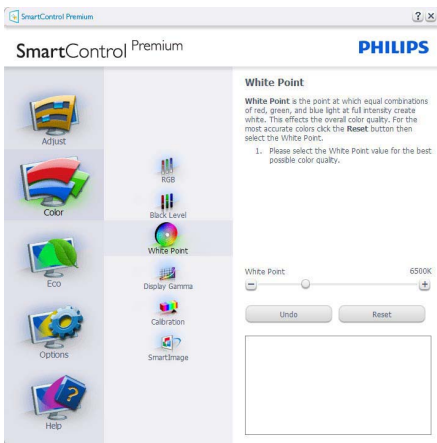 SmartControl Premium
? x
SmartControl Premium
PHILIPS
Adjust
Color
Eco
Options
Help
RGB
Black Level
White Point
Display Gamma
Calibration
SmartImage
White Point
White Point is the point at which equal combinations
of red, green, and blue light at full intensity create
white. This effects the overall color quality. For the
most accurate colors click the Reset button then
select the White Point.
1. Please select the White Point value for the best
possible color quality.
White Point 6500K
Undo Reset